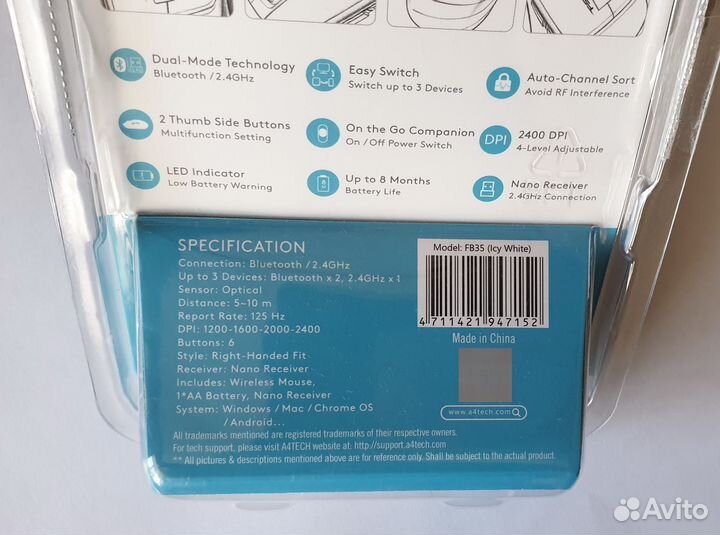 Dual-Mode Technology
Bluetooth / 2.4GHz
Easy Switch
Switch up to 3 Devices
Auto-Channel Sort
Avoid RF Interference
2 Thumb Side Buttons
Multifunction Setting
On the Go Companion
On / Off Power Switch
DPI
2400 DPI
4-Level Adjustable
LED Indicator
Low Battery Warning
Up to 8 Months
Battery Life
Nano Receiver
2.4GHz Connection
SPECIFICATION
Connection: Bluetooth / 2.4GHz
Up to 3 Devices: Bluetooth x 2, 2.4GHz x 1
Sensor: Optical
Distance: 5~10 m
Report Rate: 125 Hz
DPI: 1200-1600-2000-2400
Buttons: 6
Style: Right-Handed Fit
Receiver: Nano Receiver
Includes: Wireless Mouse,
1*AA Battery, Nano Receiver
System: Windows / Mac / Chrome OS
/ Android...
Model: FB35 (Icy White)
4 711421 947152
Made in China
www.a4tech.com
All trademarks mentioned are registered trademarks of their respective owners.
For tech support, please visit A4TECH website at: http://support.a4tech.com
** All pictures & descriptions mentioned above are for reference only. Shall be subject to the actual product.
Avito